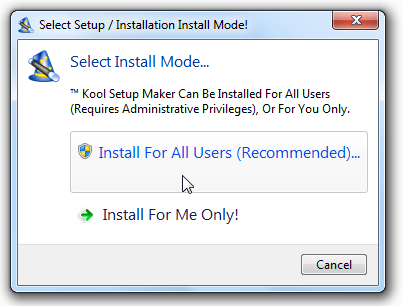 Select Setup / Installation Install Mode!
Select Install Mode...
™ Kool Setup Maker Can Be Installed For All Users
(Requires Administrative Privileges), Or For You Only.
Install For All Users (Recommended)...
Install For Me Only!
Cancel